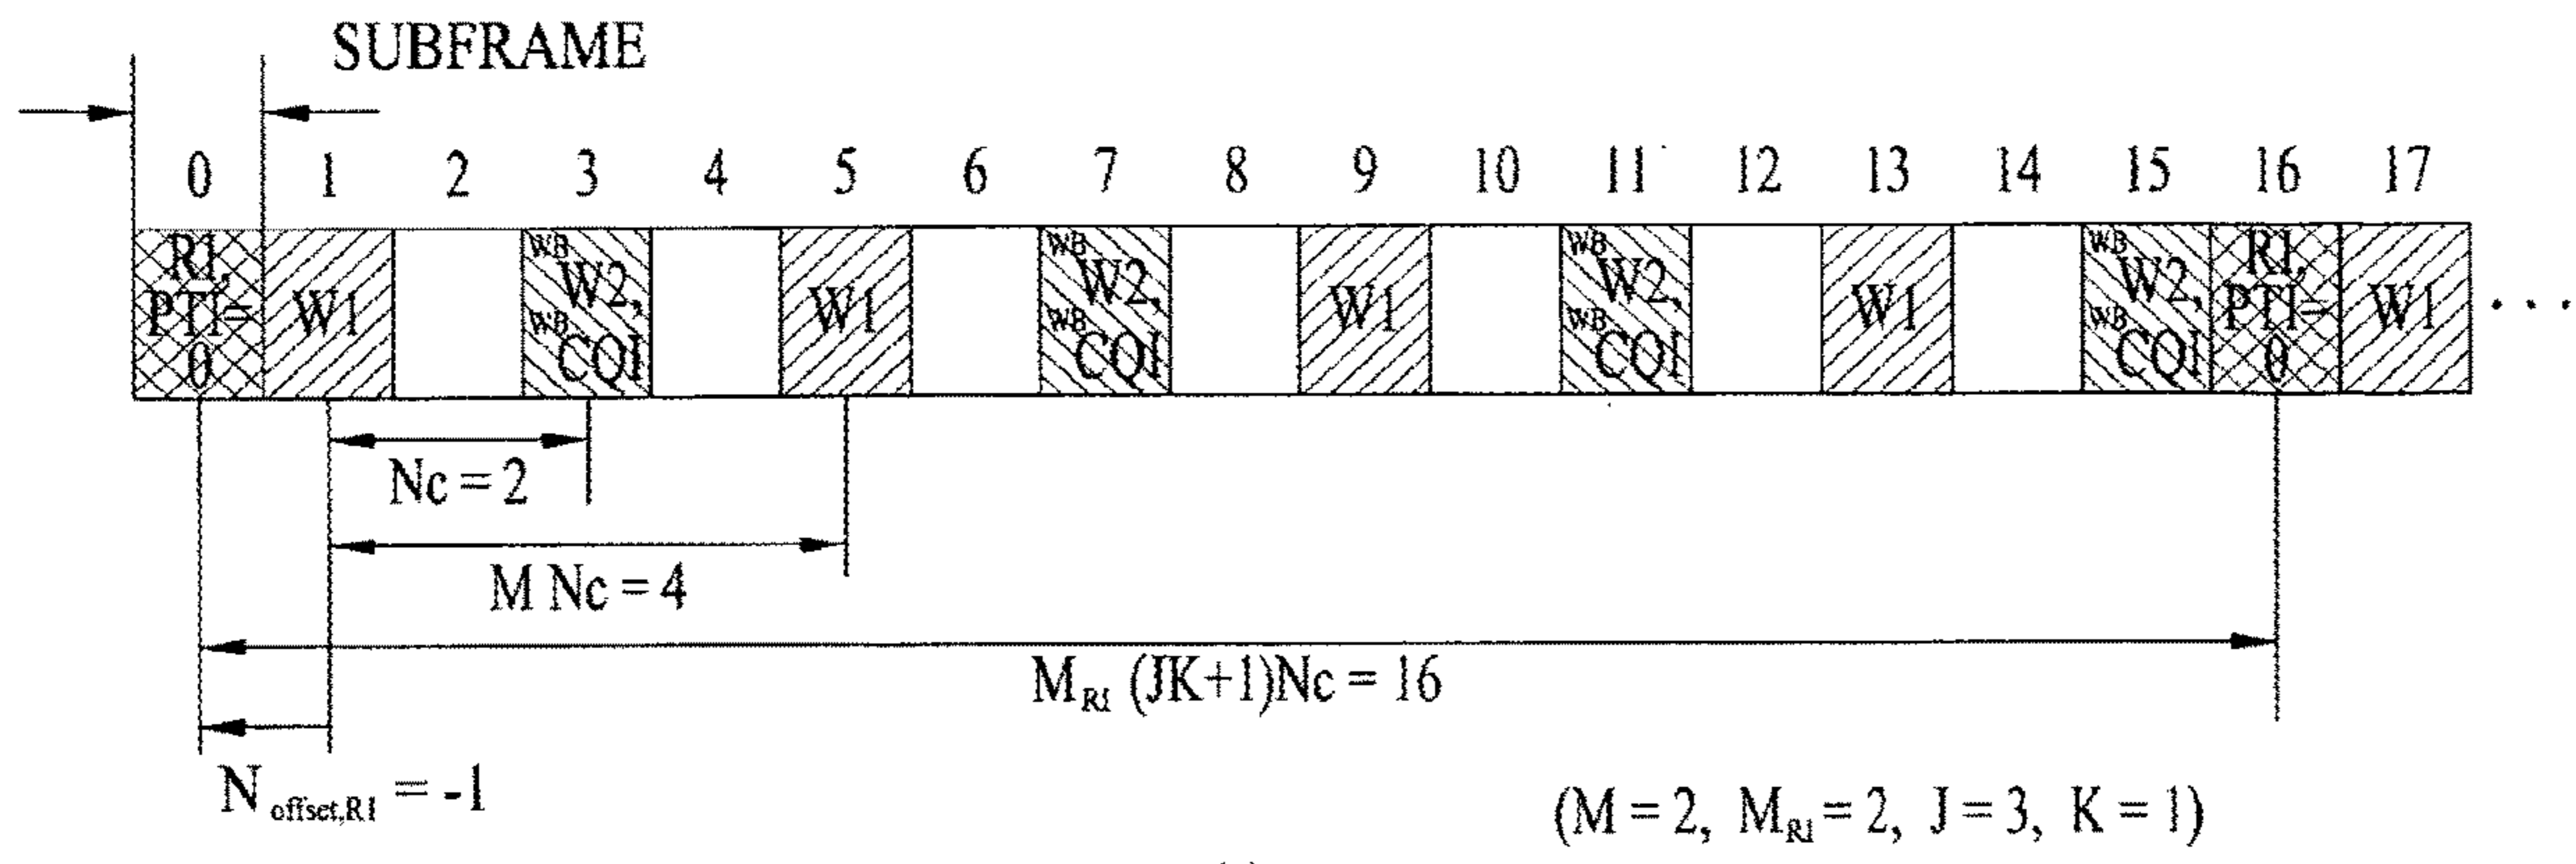 SUBFRAME
0 1 2 3 4 5 6 7 8 9 10 11 12 13 14 15 16 17
RI, PTI= 0
W1
WB W2, WB CQI
W1
WB W2, WB CQI
W1
WB W2, WB CQI
W1
WB W2, WB CQI
RI, PTI= 0
W1
...
Nc = 2
M Nc = 4
M_RI (JK+1)Nc = 16
N_offset,RI = -1
(M = 2, M_RI = 2, J = 3, K = 1)